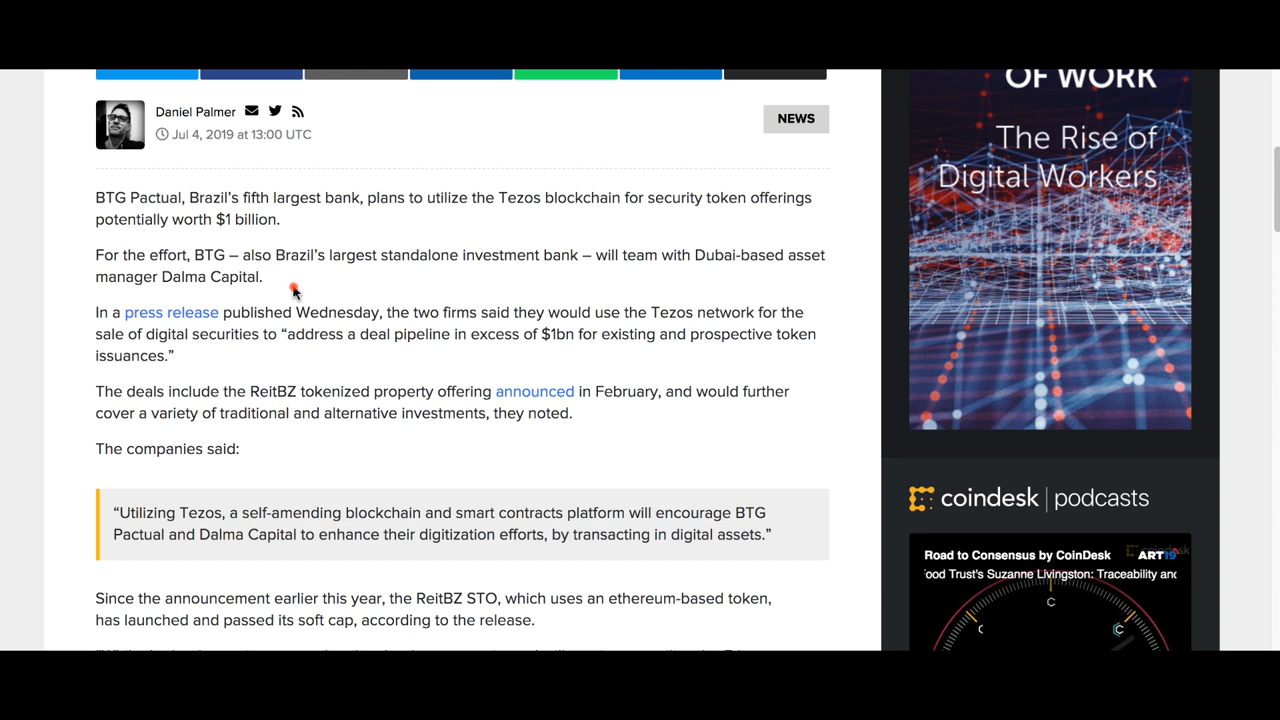 Daniel Palmer
Jul 4, 2019 at 13:00 UTC
NEWS
BTG Pactual, Brazil’s fifth largest bank, plans to utilize the Tezos blockchain for security token offerings
potentially worth $1 billion.
For the effort, BTG – also Brazil’s largest standalone investment bank – will team with Dubai-based asset
manager Dalma Capital.
In a press release published Wednesday, the two firms said they would use the Tezos network for the
sale of digital securities to “address a deal pipeline in excess of $1bn for existing and prospective token
issuances.”
The deals include the ReitBZ tokenized property offering announced in February, and would further
cover a variety of traditional and alternative investments, they noted.
The companies said:
“Utilizing Tezos, a self-amending blockchain and smart contracts platform will encourage BTG
Pactual and Dalma Capital to enhance their digitization efforts, by transacting in digital assets.”
Since the announcement earlier this year, the ReitBZ STO, which uses an ethereum-based token,
has launched and passed its soft cap, according to the release.
OF WORK
The Rise of
Digital Workers
coindesk | podcasts
Road to Consensus by CoinDesk
coindesk
ART19
ood Trust's Suzanne Livingston: Traceability and